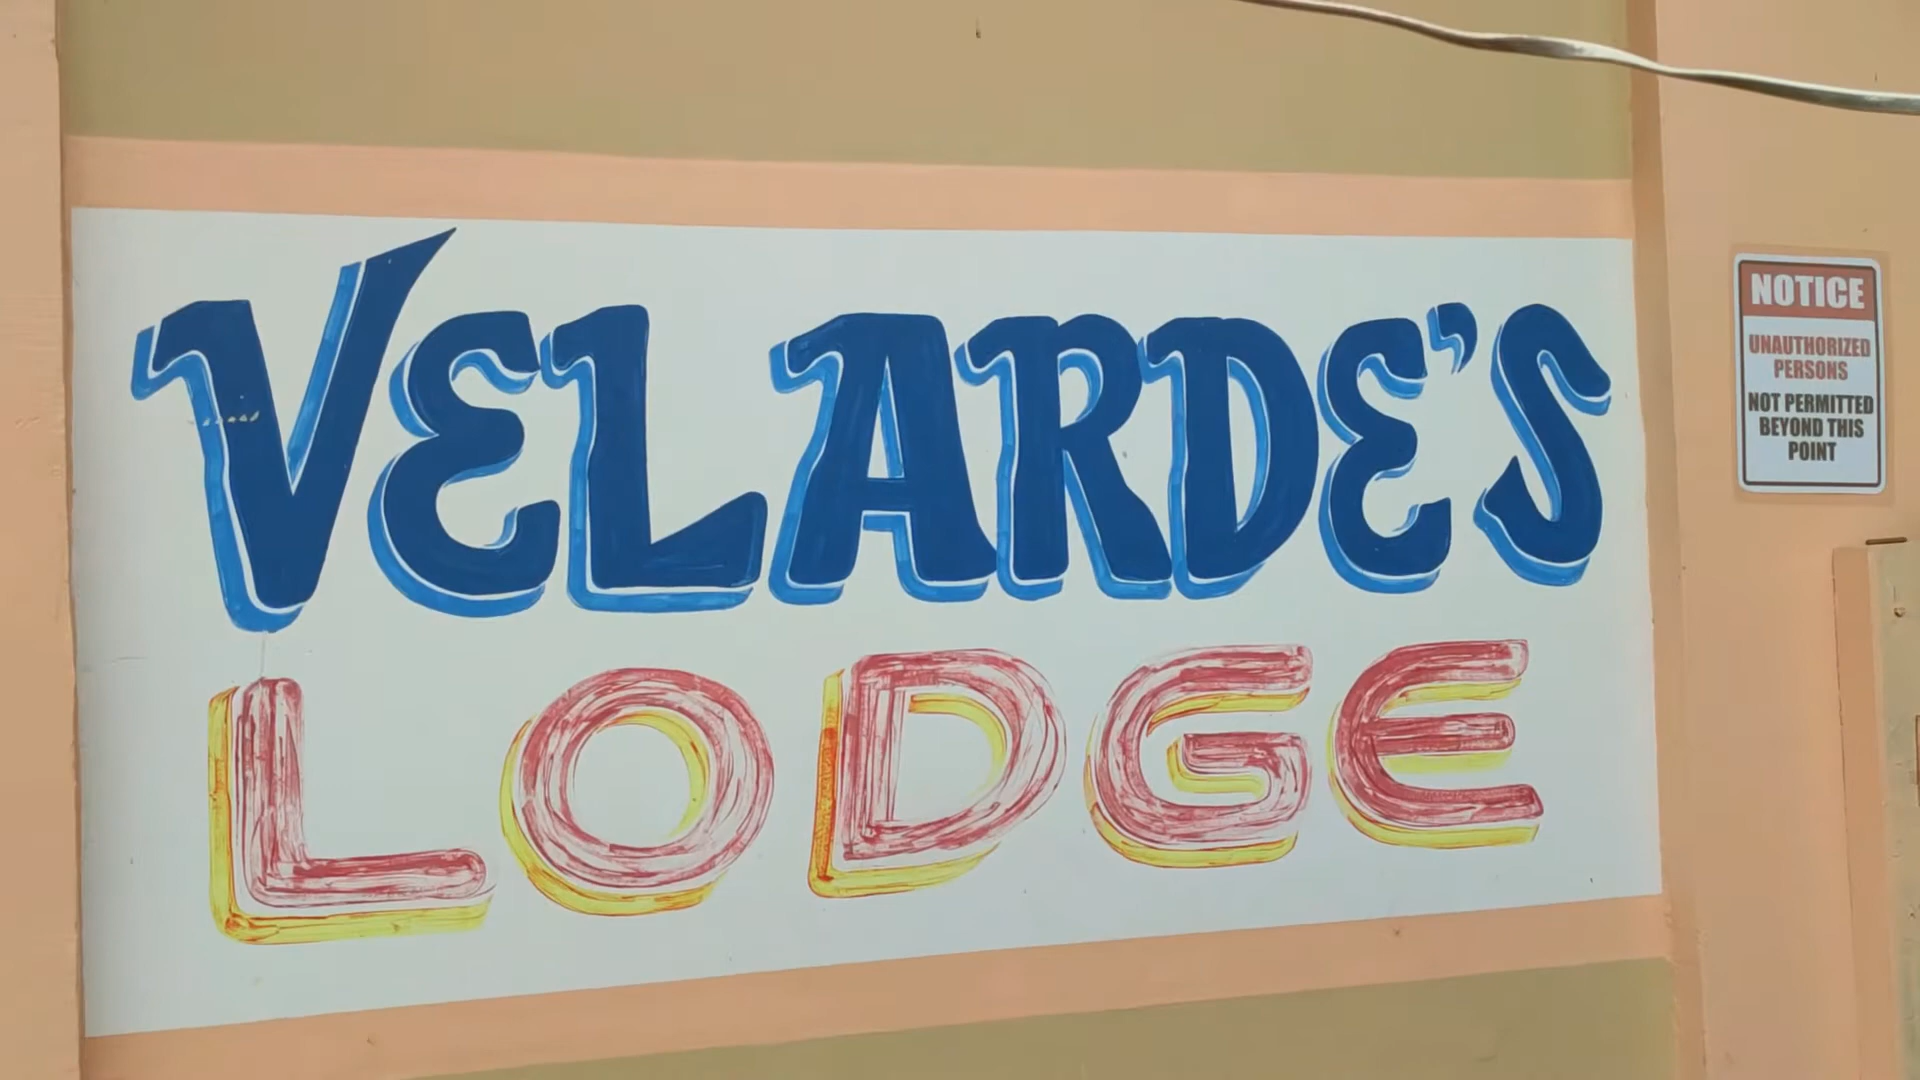 VELARDE'S
LODGE
NOTICE
UNAUTHORIZED
PERSONS
NOT PERMITTED
BEYOND THIS
POINT